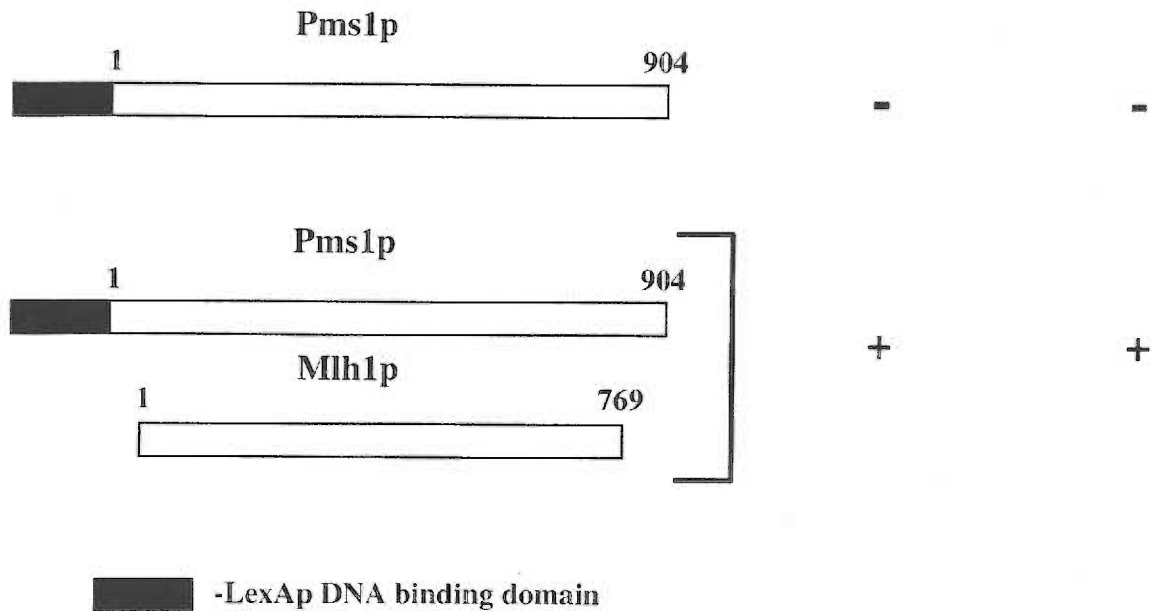 Pms1p
1 904
- -
Pms1p
1 904
+ +
Mlh1p
1 769
-LexAp DNA binding domain